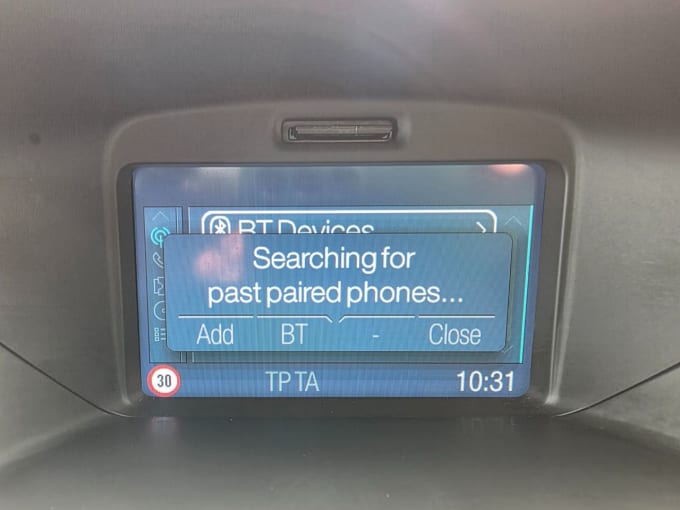 BT Devices
Searching for
past paired phones...
Add BT - Close
30 TP TA 10:31